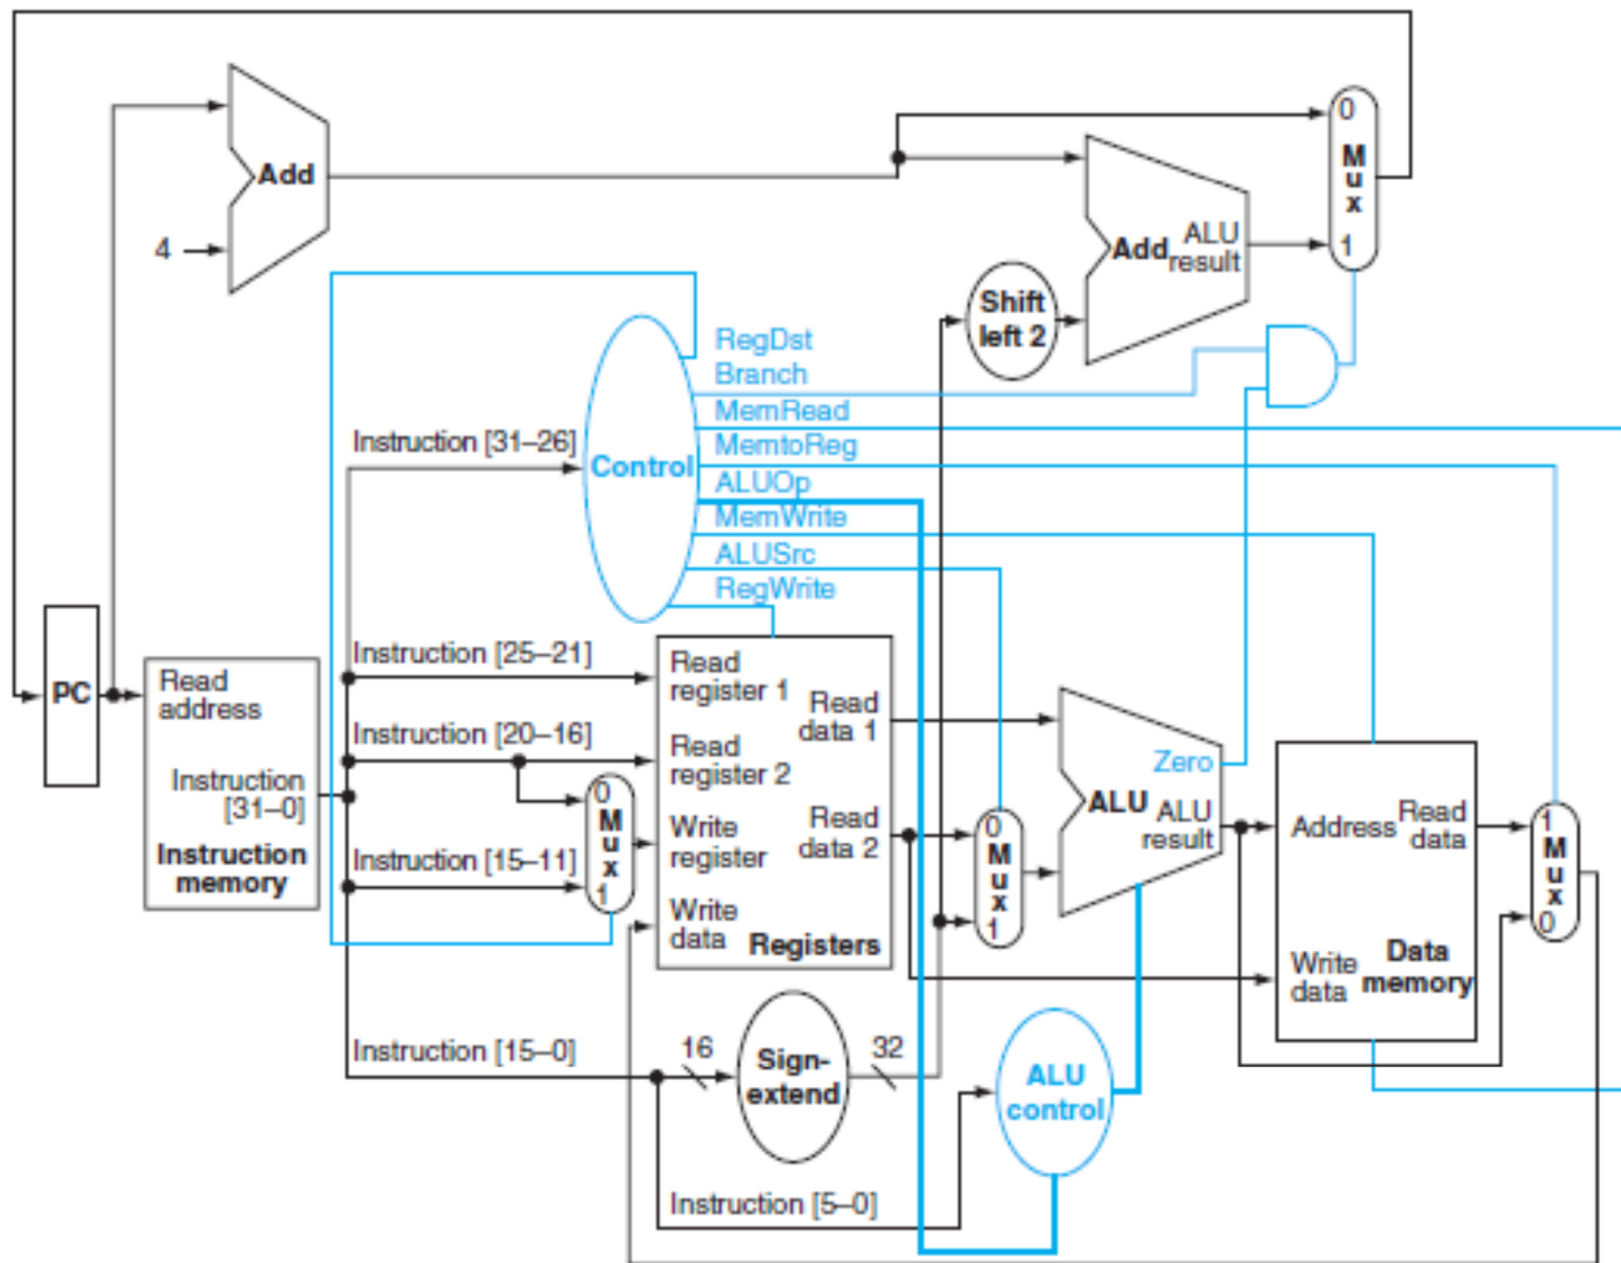 0
M
u
x
1
Add
4
Add
ALU
result
Shift
left 2
RegDst
Branch
MemRead
MemtoReg
ALUOp
MemWrite
ALUSrc
RegWrite
Control
Instruction [31–26]
Instruction [25–21]
Instruction [20–16]
Instruction [15–11]
Instruction [15–0]
Instruction [5–0]
PC
Read
address
Instruction
[31–0]
Instruction
memory
0
M
u
x
1
Read
register 1
Read
register 2
Write
register
Write
data
Read
data 1
Read
data 2
Registers
0
M
u
x
1
Zero
ALU
ALU
result
Address
Read
data
Write
data
Data
memory
1
M
u
x
0
16
Sign-
extend
32
ALU
control